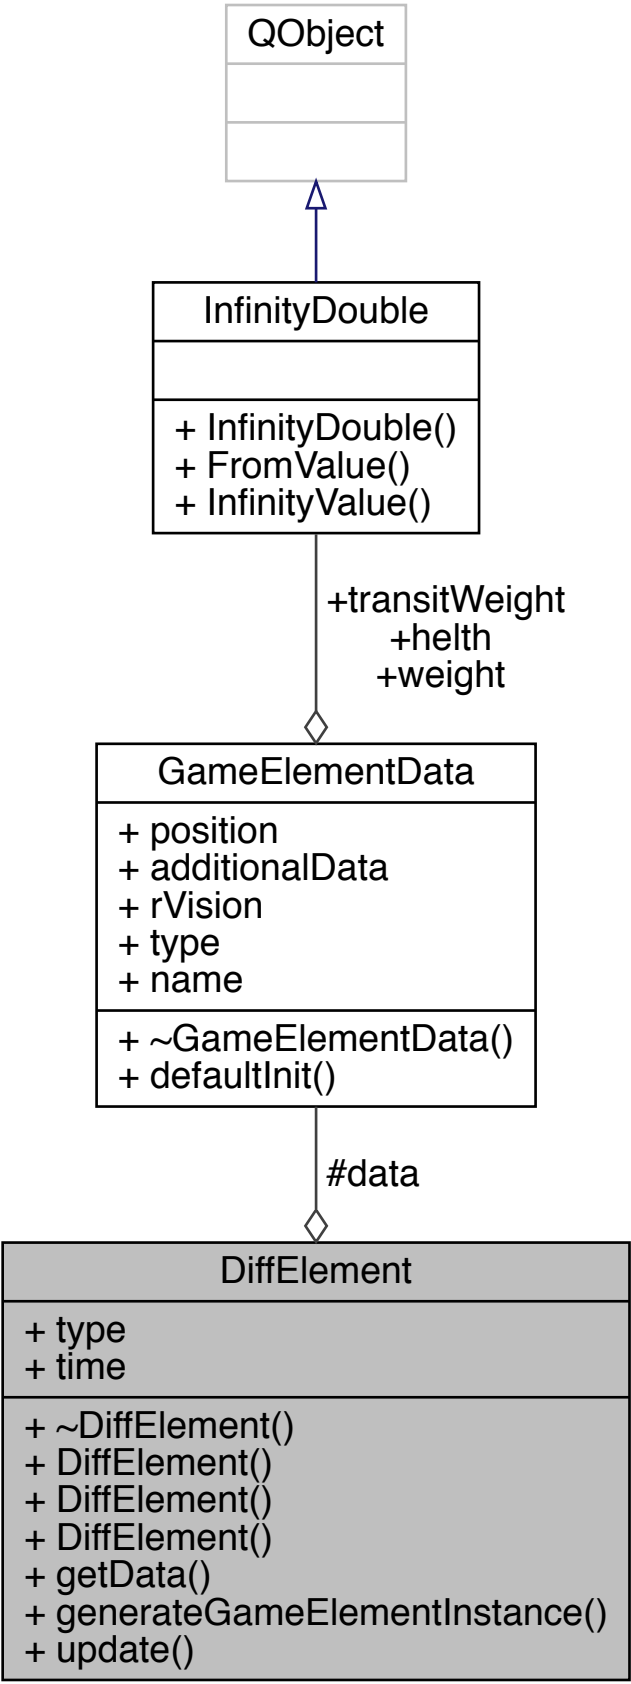 QObject
InfinityDouble
+ InfinityDouble()
+ FromValue()
+ InfinityValue()
+transitWeight
+helth
+weight
GameElementData
+ position
+ additionalData
+ rVision
+ type
+ name
+ ~GameElementData()
+ defaultInit()
#data
DiffElement
+ type
+ time
+ ~DiffElement()
+ DiffElement()
+ DiffElement()
+ DiffElement()
+ getData()
+ generateGameElementInstance()
+ update()